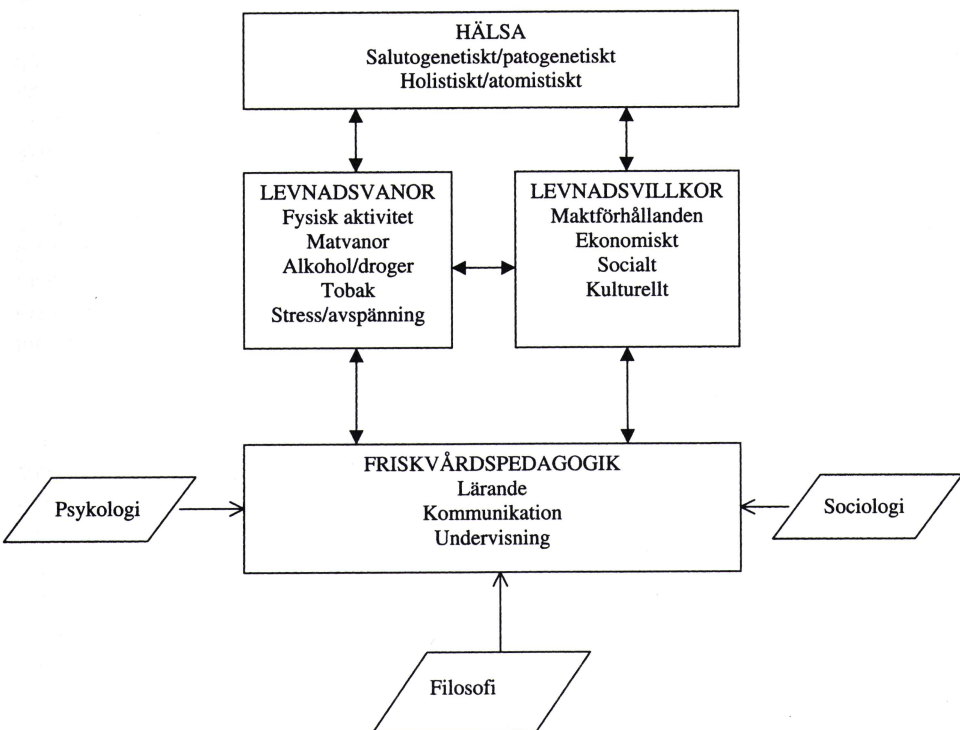 HÄLSA
Salutogenetiskt/patogenetiskt
Holistiskt/atomistiskt
LEVNADSVANOR
Fysisk aktivitet
Matvanor
Alkohol/droger
Tobak
Stress/avspänning
LEVNADSVILLKOR
Maktförhållanden
Ekonomiskt
Socialt
Kulturellt
FRISKVÅRDSPEDAGOGIK
Lärande
Kommunikation
Undervisning
Psykologi
Sociologi
Filosofi